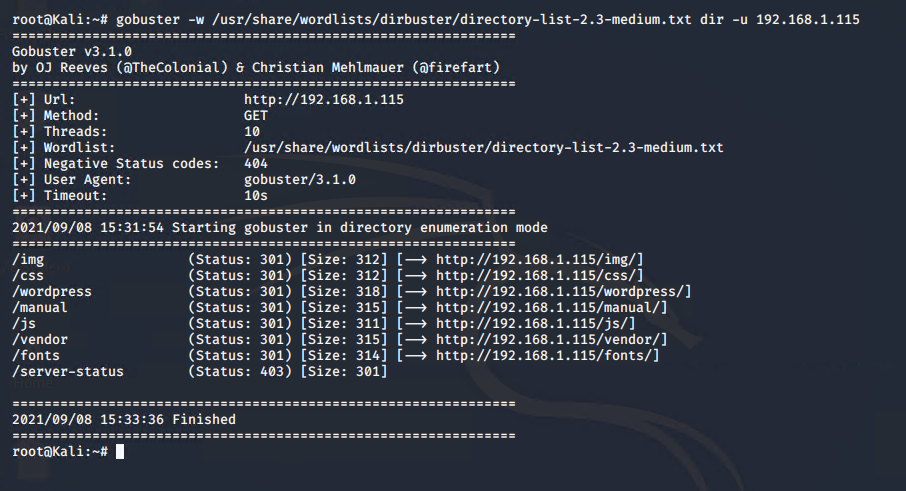 root@Kali:~# gobuster -w /usr/share/wordlists/dirbuster/directory-list-2.3-medium.txt dir -u 192.168.1.115
===============================================================
Gobuster v3.1.0
by OJ Reeves (@TheColonial) & Christian Mehlmauer (@firefart)
===============================================================
[+] Url:                     http://192.168.1.115
[+] Method:                  GET
[+] Threads:                 10
[+] Wordlist:                /usr/share/wordlists/dirbuster/directory-list-2.3-medium.txt
[+] Negative Status codes:   404
[+] User Agent:              gobuster/3.1.0
[+] Timeout:                 10s
===============================================================
2021/09/08 15:31:54 Starting gobuster in directory enumeration mode
===============================================================
/img                  (Status: 301) [Size: 312] [--> http://192.168.1.115/img/]
/css                  (Status: 301) [Size: 312] [--> http://192.168.1.115/css/]
/wordpress            (Status: 301) [Size: 318] [--> http://192.168.1.115/wordpress/]
/manual               (Status: 301) [Size: 315] [--> http://192.168.1.115/manual/]
/js                   (Status: 301) [Size: 311] [--> http://192.168.1.115/js/]
/vendor               (Status: 301) [Size: 315] [--> http://192.168.1.115/vendor/]
/fonts                (Status: 301) [Size: 314] [--> http://192.168.1.115/fonts/]
/server-status        (Status: 403) [Size: 301]
Home
===============================================================
2021/09/08 15:33:36 Finished
===============================================================
root@Kali:~#